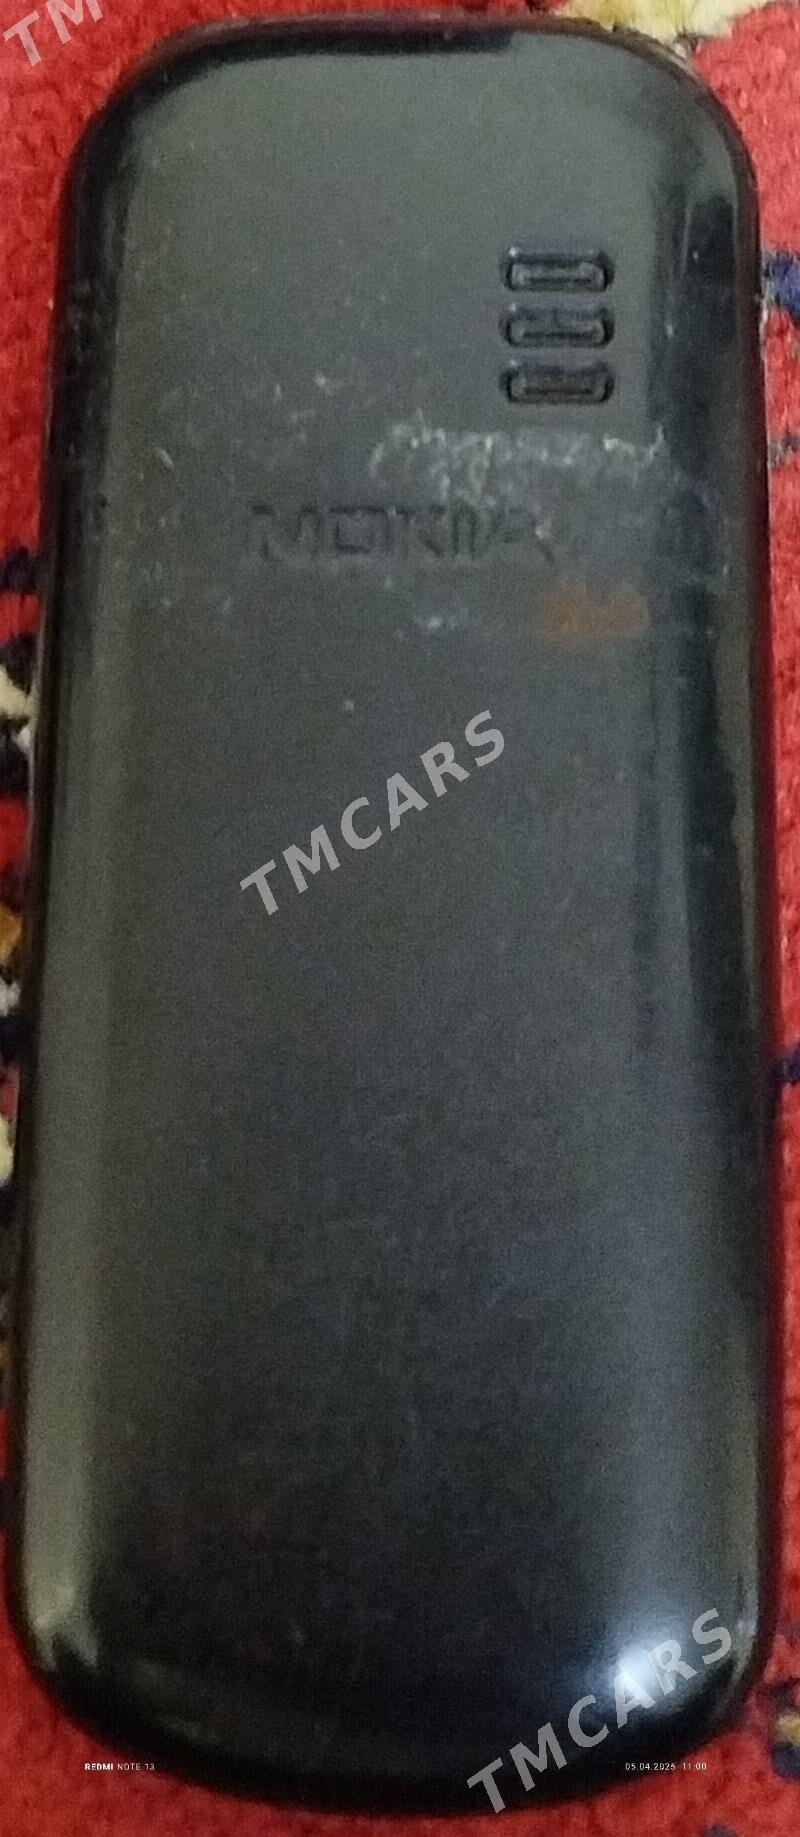 TM
NOKIA
TMCARS
TMCARS
REDMI NOTE 13
05.04.2025 11:00